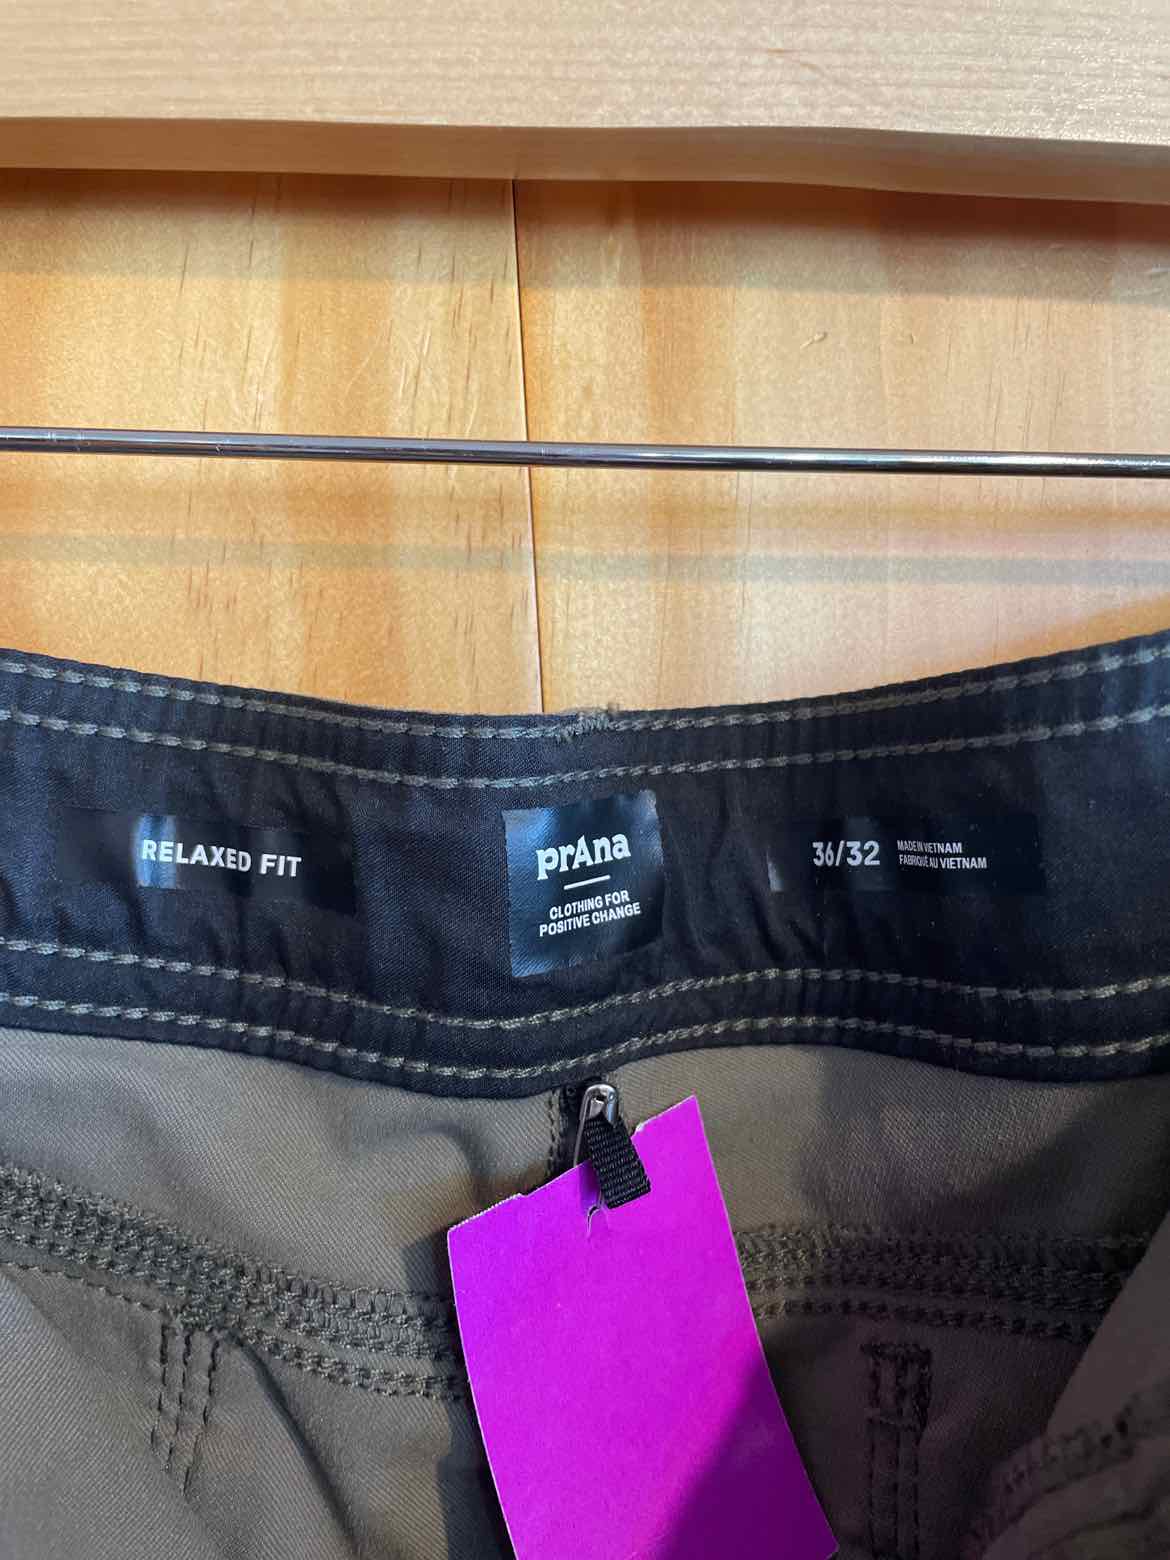 RELAXED FIT
prAna
CLOTHING FOR
POSITIVE CHANGE
36/32
MADE IN VIETNAM
FABRIQUÉ AU VIETNAM